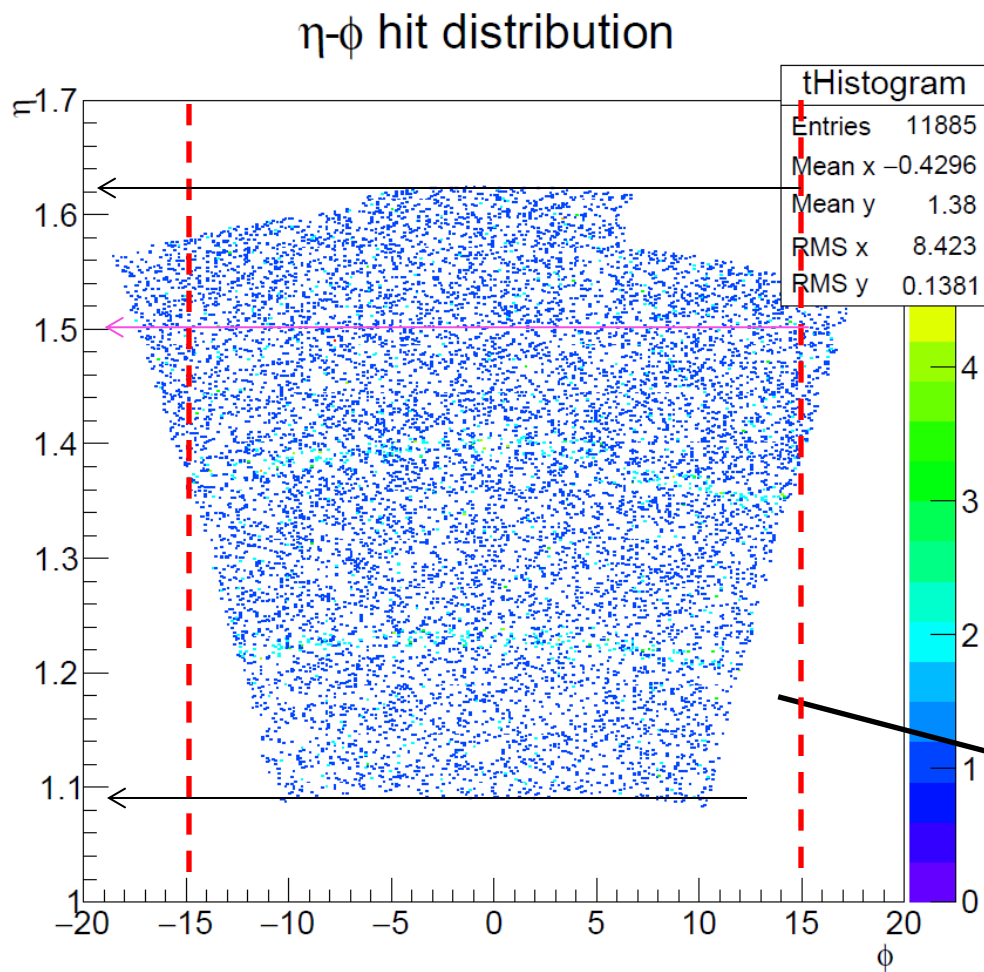 η-ϕ hit distribution
tHistogram
Entries 11885
Mean x −0.4296
Mean y 1.38
RMS x 8.423
RMS y 0.1381
η
1.7
1.6
1.5
1.4
1.3
1.2
1.1
1
−20 −15 −10 −5 0 5 10 15 20
ϕ
4
3
2
1
0